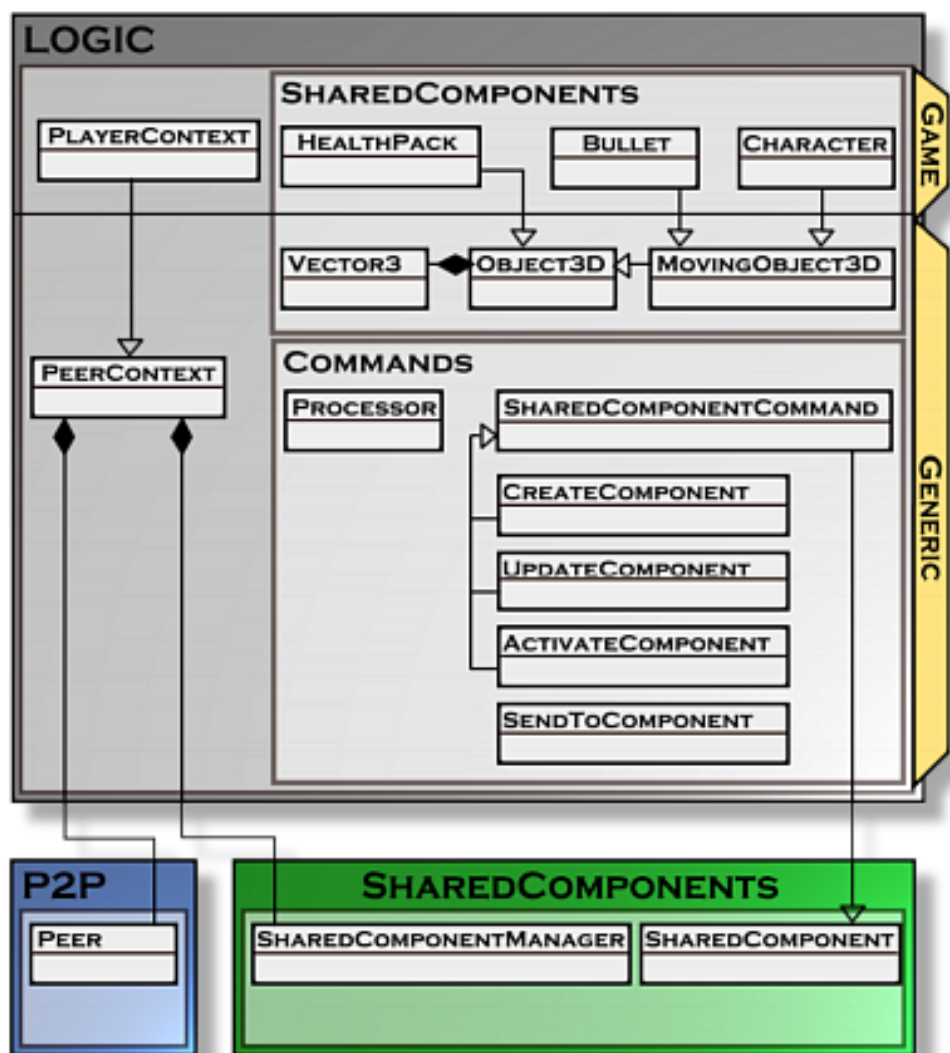 LOGIC
SHAREDCOMPONENTS
PLAYERCONTEXT
HEALTHPACK
BULLET
CHARACTER
GAME
VECTOR3
OBJECT3D
MOVINGOBJECT3D
PEERCONTEXT
COMMANDS
PROCESSOR
SHAREDCOMPONENTCOMMAND
CREATECOMPONENT
UPDATECOMPONENT
ACTIVATECOMPONENT
SENDTOCOMPONENT
GENERIC
P2P
PEER
SHAREDCOMPONENTS
SHAREDCOMPONENTMANAGER
SHAREDCOMPONENT